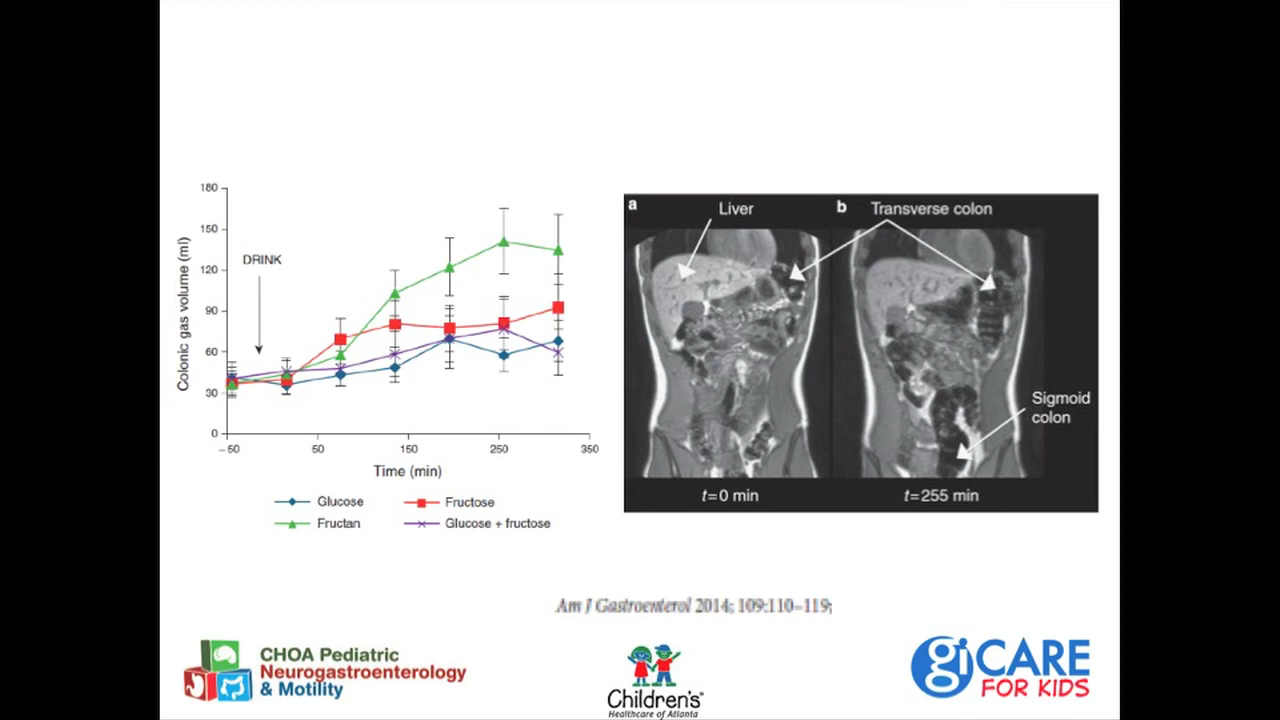 180
150
120
90
60
30
0
Colonic gas volume (ml)
DRINK
−50
50
150
250
350
Time (min)
Glucose
Fructose
Fructan
Glucose + fructose
a
Liver
b
Transverse colon
Sigmoid
colon
t=0 min
t=255 min
Am J Gastroenterol 2014; 109:110–119;
CHOA Pediatric
Neurogastroenterology
& Motility
Children's
Healthcare of Atlanta
gi CARE
FOR KIDS